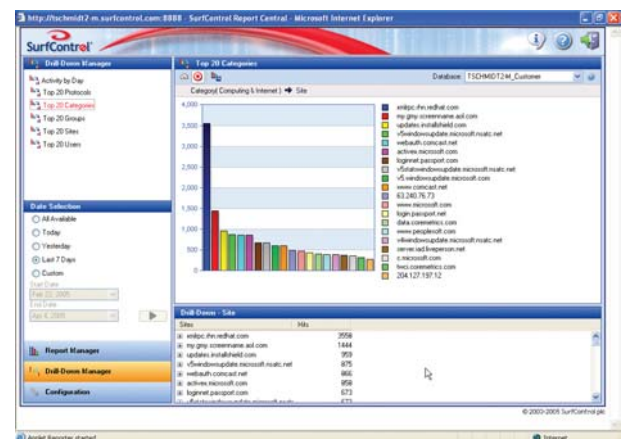 http://tschmidt2-m.surfcontrol.com:8888 - SurfControl Report Central - Microsoft Internet Explorer
SurfControl
Drill-Down Manager
Activity by Day
Top 20 Protocols
Top 20 Categories
Top 20 Groups
Top 20 Sites
Top 20 Users
Date Selection
All Available
Today
Yesterday
Last 7 Days
Custom
Start Date
End Date
Apr 4, 2005
Report Manager
Drill-Down Manager
Configuration
Top 20 Categories
Database: TSCHMIDT2-M_Customer
Category( Computing & Internet ) Site
4,000
3,500
3,000
2,500
2,000
1,500
1,000
500
0
xmlrpc.rhn.redhat.com
my.gmy.screenname.aol.com
updates.installshield.com
v5windowsupdate.microsoft.nsatc.net
webauth.comcast.net
activex.microsoft.com
loginnet.passport.com
v5statswindowsupdate.microsoft.nsatc.net
v5.windowsupdate.microsoft.com
www.comcast.net
63.240.76.73
www.microsoft.com
login.passport.net
data.coremetrics.com
www.peoplesoft.com
v4windowsupdate.microsoft.nsatc.net
server.iad.liveperson.net
c.microsoft.com
twci.coremetrics.com
204.127.197.12
Drill-Down - Site
Sites Hits
xmlrpc.rhn.redhat.com 3558
my.gmy.screenname.aol.com 1444
updates.installshield.com 959
v5windowsupdate.microsoft.nsatc.net 875
webauth.comcast.net 866
activex.microsoft.com 858
loginnet.passport.com 673
© 2003-2005 SurfControl plc
Applet Reporter started
Internet